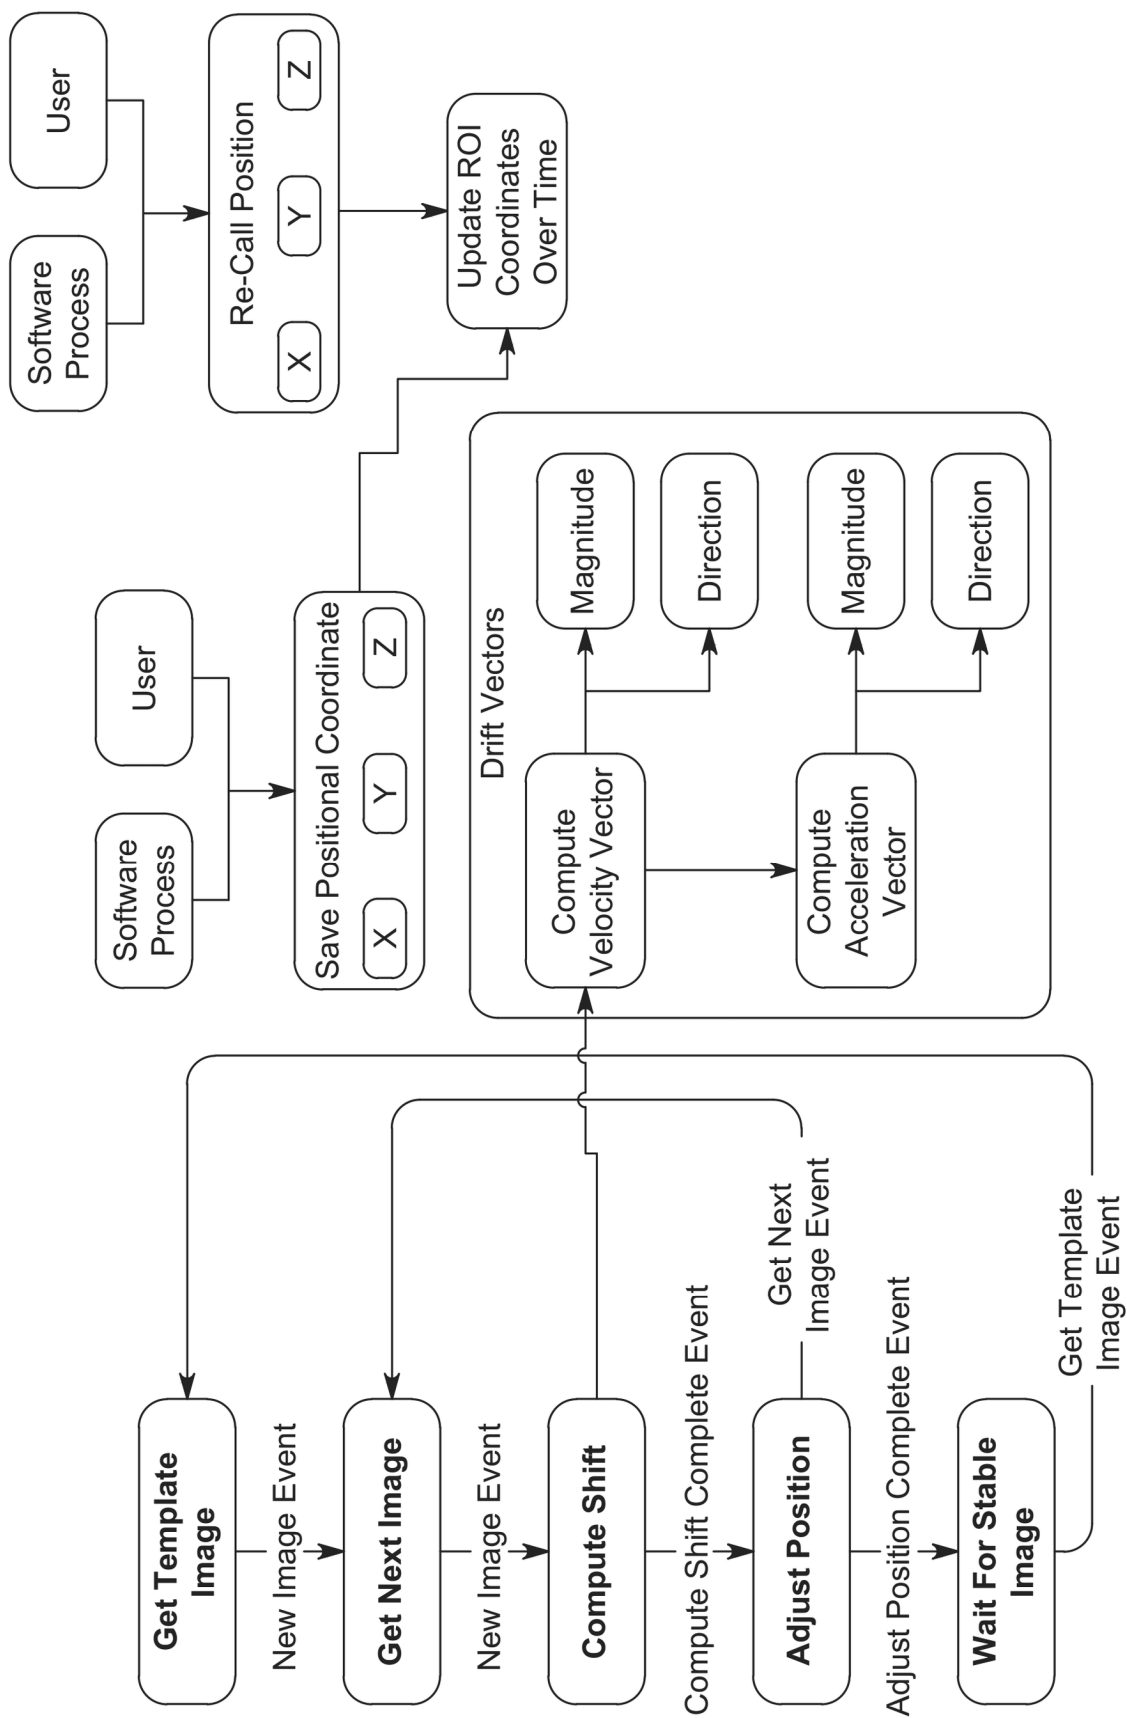 Get Template
Image
New Image Event
Get Next Image
New Image Event
Compute Shift
Compute Shift Complete Event
Adjust Position
Adjust Position Complete Event
Wait For Stable
Image
Get Next
Image Event
Get Template
Image Event
Software
Process
User
Save Positional Coordinate
X
Y
Z
Drift Vectors
Compute
Velocity Vector
Magnitude
Direction
Compute
Acceleration
Vector
Magnitude
Direction
Software
Process
User
Re-Call Position
X
Y
Z
Update ROI
Coordinates
Over Time